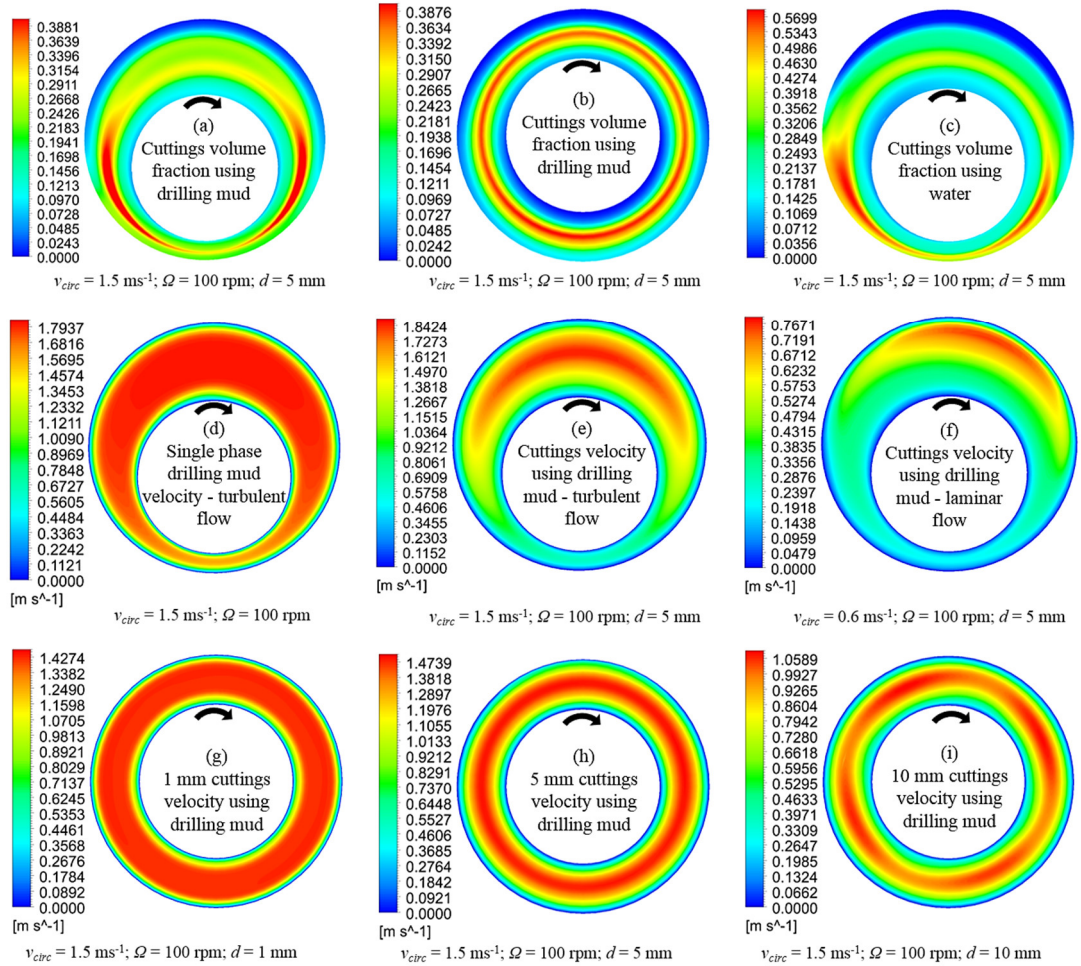 0.3881
0.3639
0.3396
0.3154
0.2911
0.2668
0.2426
0.2183
0.1941
0.1698
0.1456
0.1213
0.0970
0.0728
0.0485
0.0243
0.0000
(a)
Cuttings volume
fraction using
drilling mud
v_circ = 1.5 ms⁻¹; Ω = 100 rpm; d = 5 mm
0.3876
0.3634
0.3392
0.3150
0.2907
0.2665
0.2423
0.2181
0.1938
0.1696
0.1454
0.1211
0.0969
0.0727
0.0485
0.0242
0.0000
(b)
Cuttings volume
fraction using
drilling mud
v_circ = 1.5 ms⁻¹; Ω = 100 rpm; d = 5 mm
0.5699
0.5343
0.4986
0.4630
0.4274
0.3918
0.3562
0.3206
0.2849
0.2493
0.2137
0.1781
0.1425
0.1069
0.0712
0.0356
0.0000
(c)
Cuttings volume
fraction using
water
v_circ = 1.5 ms⁻¹; Ω = 100 rpm; d = 5 mm
1.7937
1.6816
1.5695
1.4574
1.3453
1.2332
1.1211
1.0090
0.8969
0.7848
0.6727
0.5605
0.4484
0.3363
0.2242
0.1121
0.0000
[m s^-1]
(d)
Single phase
drilling mud
velocity - turbulent
flow
v_circ = 1.5 ms⁻¹; Ω = 100 rpm
1.8424
1.7273
1.6121
1.4970
1.3818
1.2667
1.1515
1.0364
0.9212
0.8061
0.6909
0.5758
0.4606
0.3455
0.2303
0.1152
0.0000
[m s^-1]
(e)
Cuttings velocity
using drilling
mud - turbulent
flow
v_circ = 1.5 ms⁻¹; Ω = 100 rpm; d = 5 mm
0.7671
0.7191
0.6712
0.6232
0.5753
0.5274
0.4794
0.4315
0.3835
0.3356
0.2876
0.2397
0.1918
0.1438
0.0959
0.0479
0.0000
[m s^-1]
(f)
Cuttings velocity
using drilling
mud - laminar
flow
v_circ = 0.6 ms⁻¹; Ω = 100 rpm; d = 5 mm
1.4274
1.3382
1.2490
1.1598
1.0705
0.9813
0.8921
0.8029
0.7137
0.6245
0.5353
0.4461
0.3568
0.2676
0.1784
0.0892
0.0000
[m s^-1]
(g)
1 mm cuttings
velocity using
drilling mud
v_circ = 1.5 ms⁻¹; Ω = 100 rpm; d = 1 mm
1.4739
1.3818
1.2897
1.1976
1.1055
1.0133
0.9212
0.8291
0.7370
0.6448
0.5527
0.4606
0.3685
0.2764
0.1842
0.0921
0.0000
[m s^-1]
(h)
5 mm cuttings
velocity using
drilling mud
v_circ = 1.5 ms⁻¹; Ω = 100 rpm; d = 5 mm
1.0589
0.9927
0.9265
0.8604
0.7942
0.7280
0.6618
0.5956
0.5295
0.4633
0.3971
0.3309
0.2647
0.1985
0.1324
0.0662
0.0000
[m s^-1]
(i)
10 mm cuttings
velocity using
drilling mud
v_circ = 1.5 ms⁻¹; Ω = 100 rpm; d = 10 mm